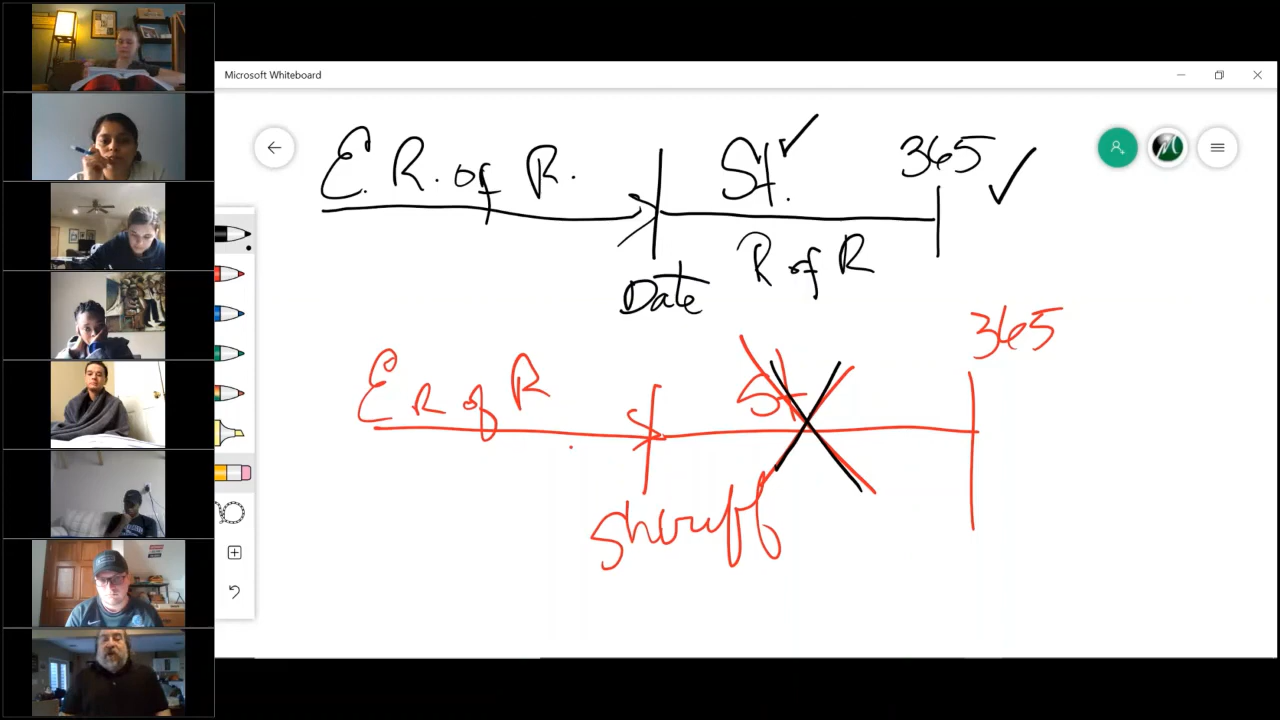 Microsoft Whiteboard
E. R. of R. St. 365
Date R of R
365
E R of R St
Sheriff